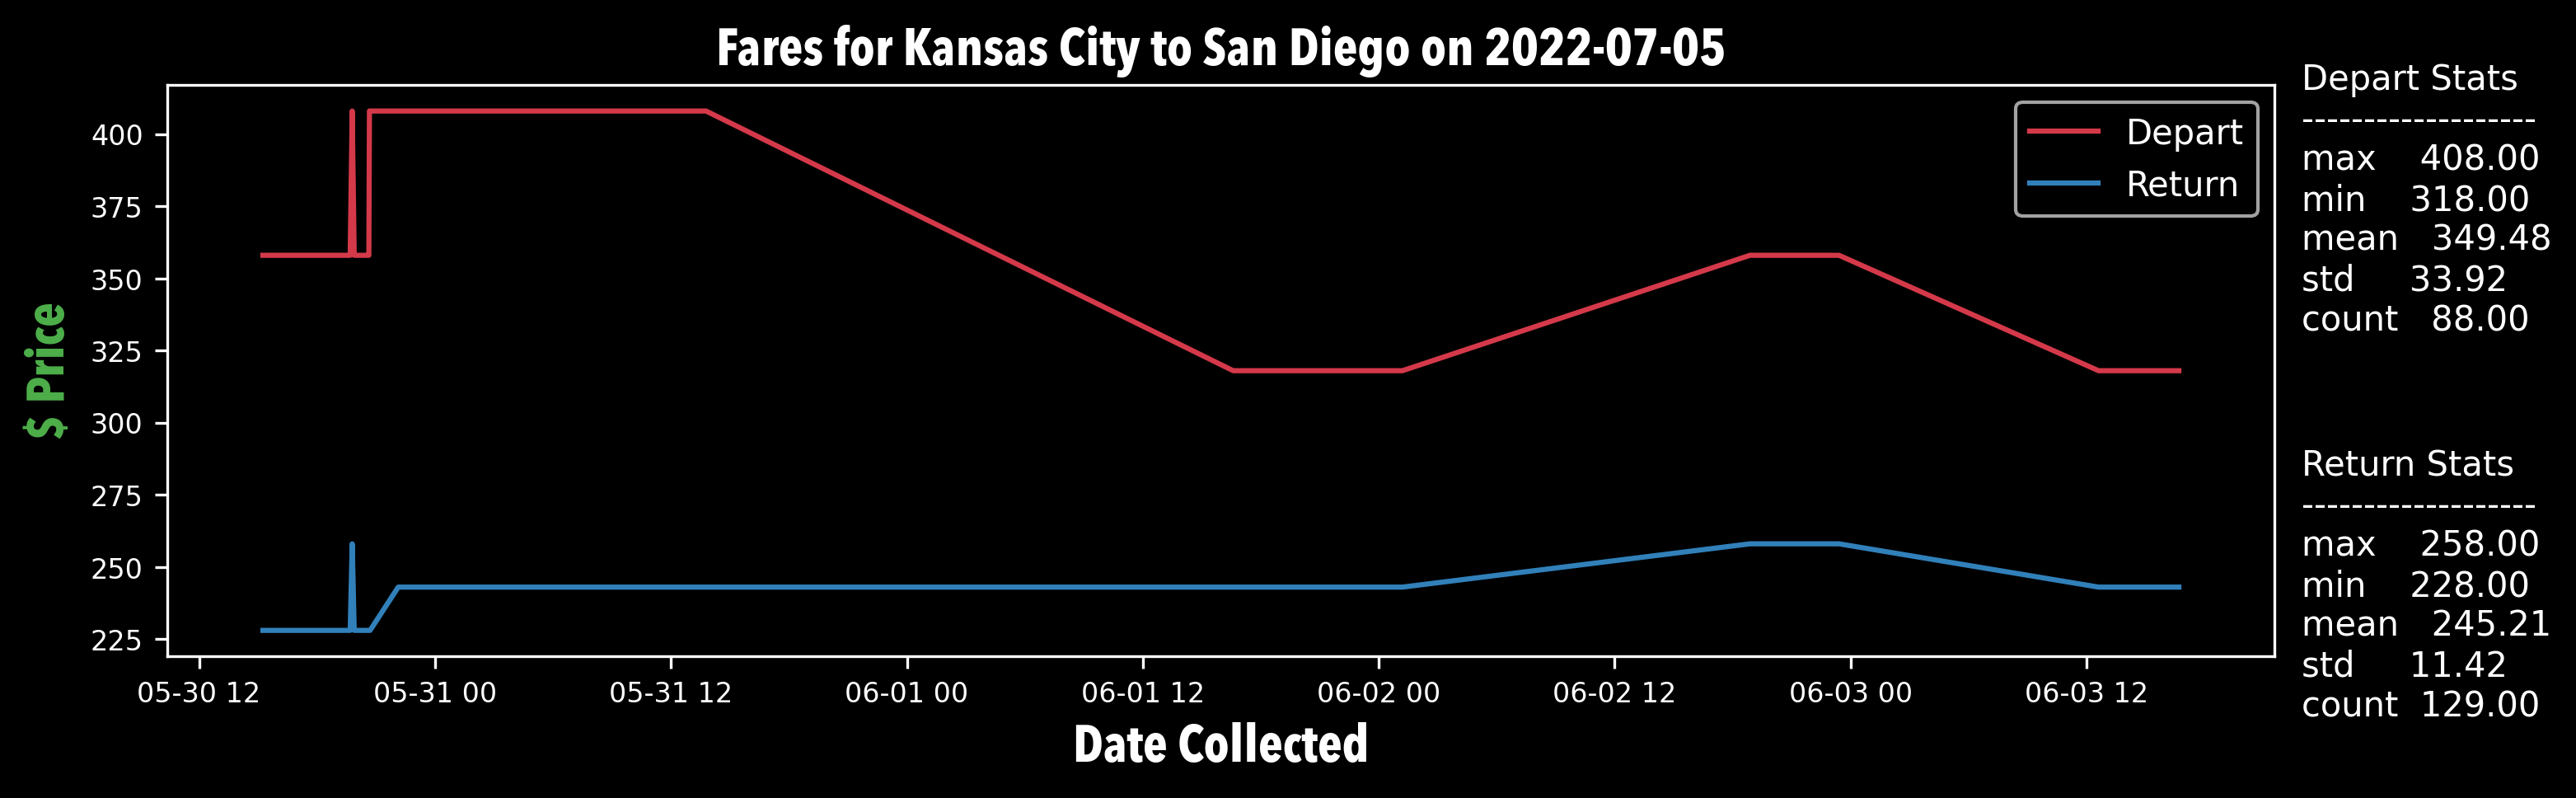 Fares for Kansas City to San Diego on 2022-07-05
$ Price
400
375
350
325
300
275
250
225
05-30 12
05-31 00
05-31 12
06-01 00
06-01 12
06-02 00
06-02 12
06-03 00
06-03 12
Date Collected
Depart
Return
Depart Stats
-------------------
max 408.00
min 318.00
mean 349.48
std 33.92
count 88.00
Return Stats
-------------------
max 258.00
min 228.00
mean 245.21
std 11.42
count 129.00